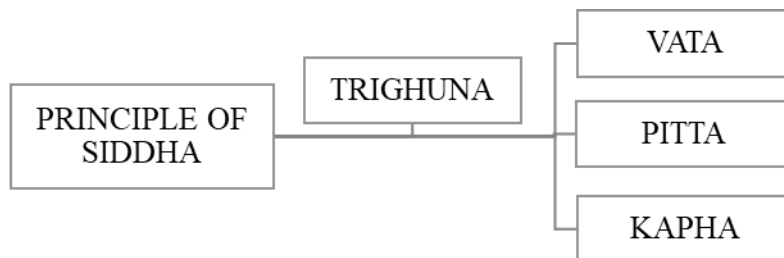 PRINCIPLE OF
SIDDHA
TRIGHUNA
VATA
PITTA
KAPHA